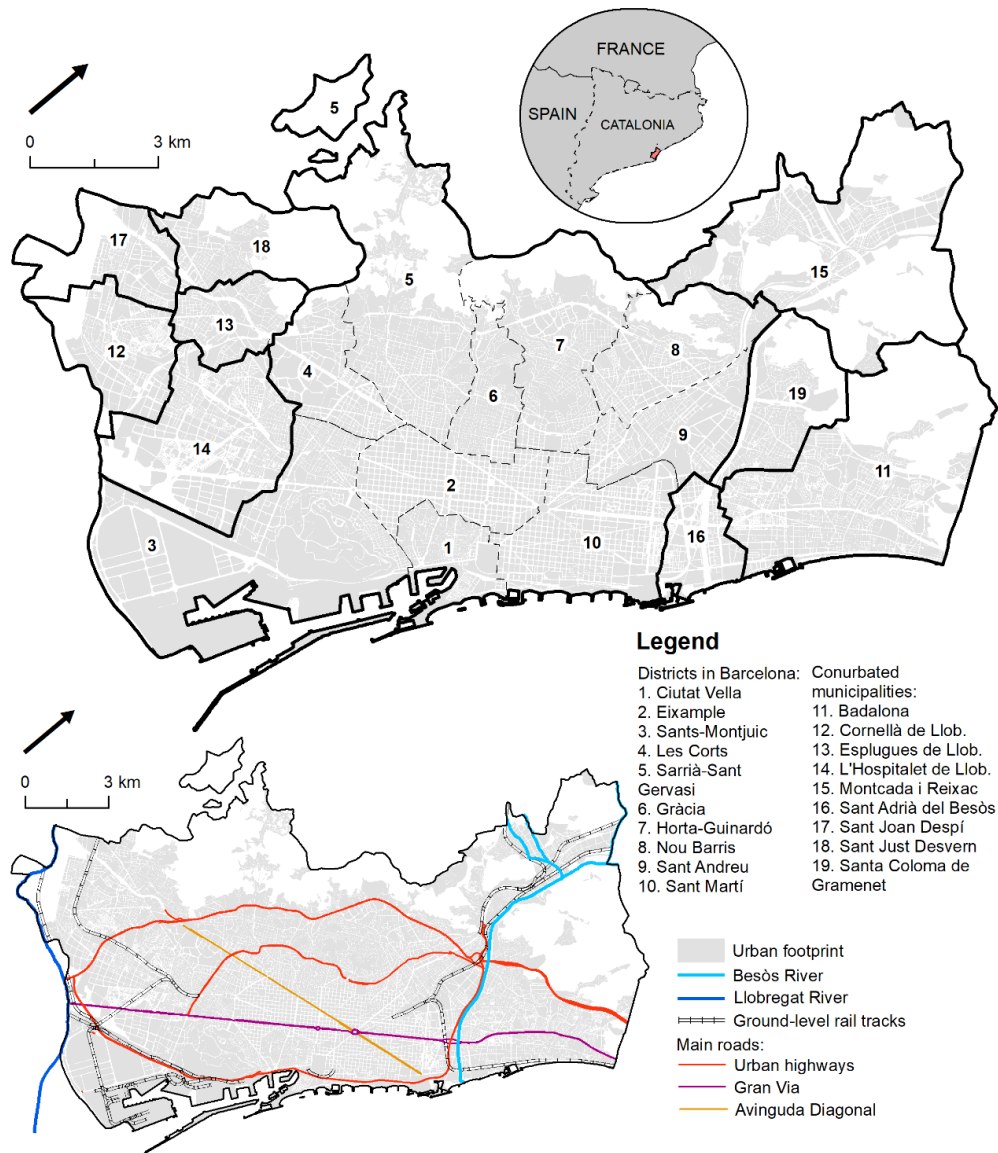 FRANCE
SPAIN
CATALONIA
0 3 km
5
17
18
5
15
13
12
7
8
4
19
6
9
14
11
2
16
3
1
10
Legend
Districts in Barcelona:
1. Ciutat Vella
2. Eixample
3. Sants-Montjuic
4. Les Corts
5. Sarrià-Sant
Gervasi
6. Gràcia
7. Horta-Guinardó
8. Nou Barris
9. Sant Andreu
10. Sant Martí
Conurbated
municipalities:
11. Badalona
12. Cornellà de Llob.
13. Esplugues de Llob.
14. L'Hospitalet de Llob.
15. Montcada i Reixac
16. Sant Adrià del Besòs
17. Sant Joan Despí
18. Sant Just Desvern
19. Santa Coloma de
Gramenet
0 3 km
Urban footprint
Besòs River
Llobregat River
Ground-level rail tracks
Main roads:
Urban highways
Gran Via
Avinguda Diagonal